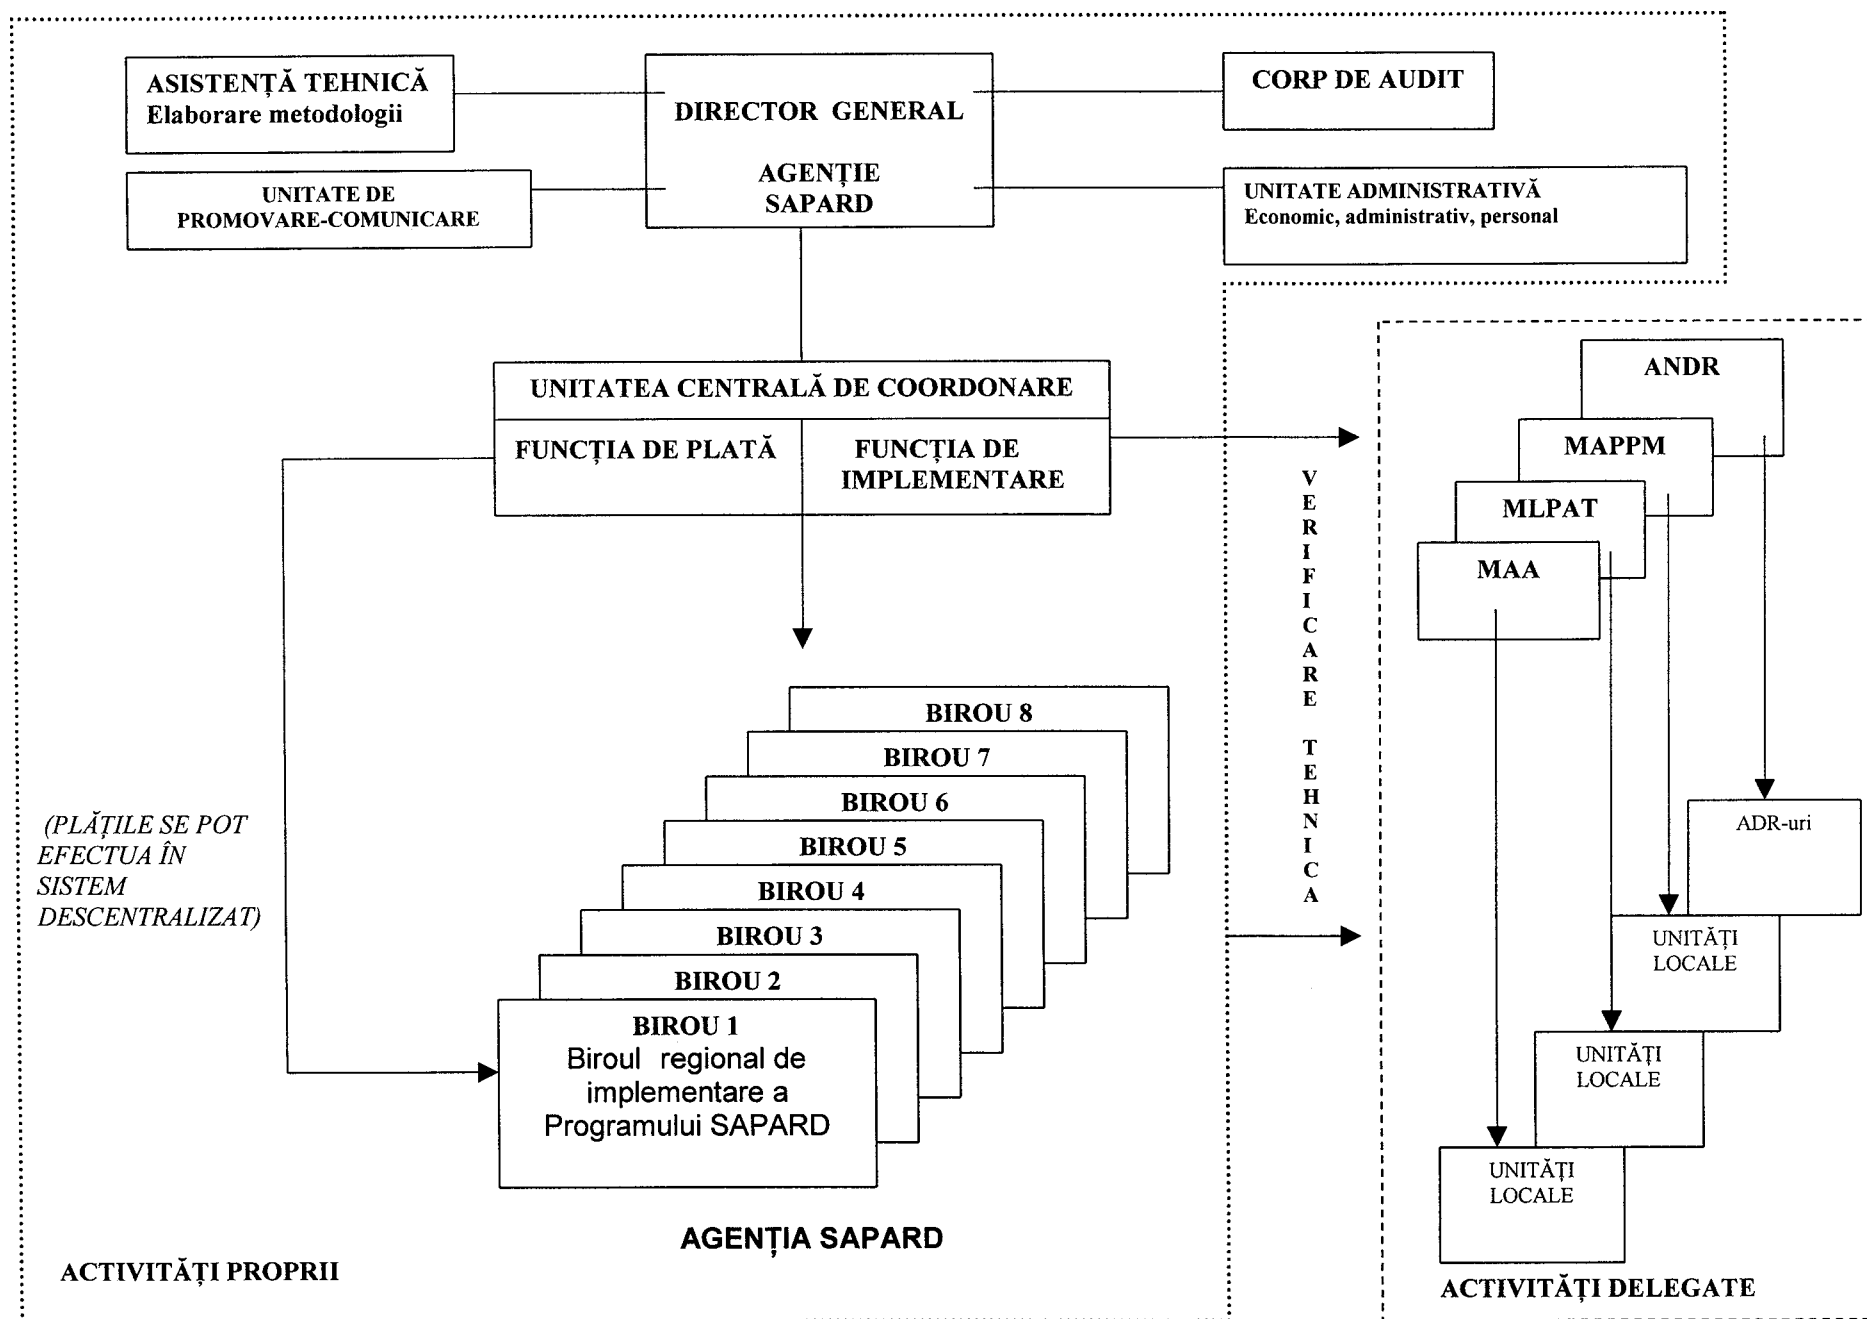 ASISTENȚĂ TEHNICĂ
Elaborare metodologii
UNITATE DE
PROMOVARE-COMUNICARE
DIRECTOR GENERAL
AGENȚIE
SAPARD
CORP DE AUDIT
UNITATE ADMINISTRATIVĂ
Economic, administrativ, personal
UNITATEA CENTRALĂ DE COORDONARE
FUNCȚIA DE PLATĂ
FUNCȚIA DE
IMPLEMENTARE
(PLĂȚILE SE POT
EFECTUA ÎN
SISTEM
DESCENTRALIZAT)
BIROU 8
BIROU 7
BIROU 6
BIROU 5
BIROU 4
BIROU 3
BIROU 2
BIROU 1
Biroul regional de
implementare a
Programului SAPARD
AGENȚIA SAPARD
ACTIVITĂȚI PROPRII
VERIFICARE TEHNICA
ANDR
MAPPM
MLPAT
MAA
ADR-uri
UNITĂȚI
LOCALE
UNITĂȚI
LOCALE
UNITĂȚI
LOCALE
ACTIVITĂȚI DELEGATE